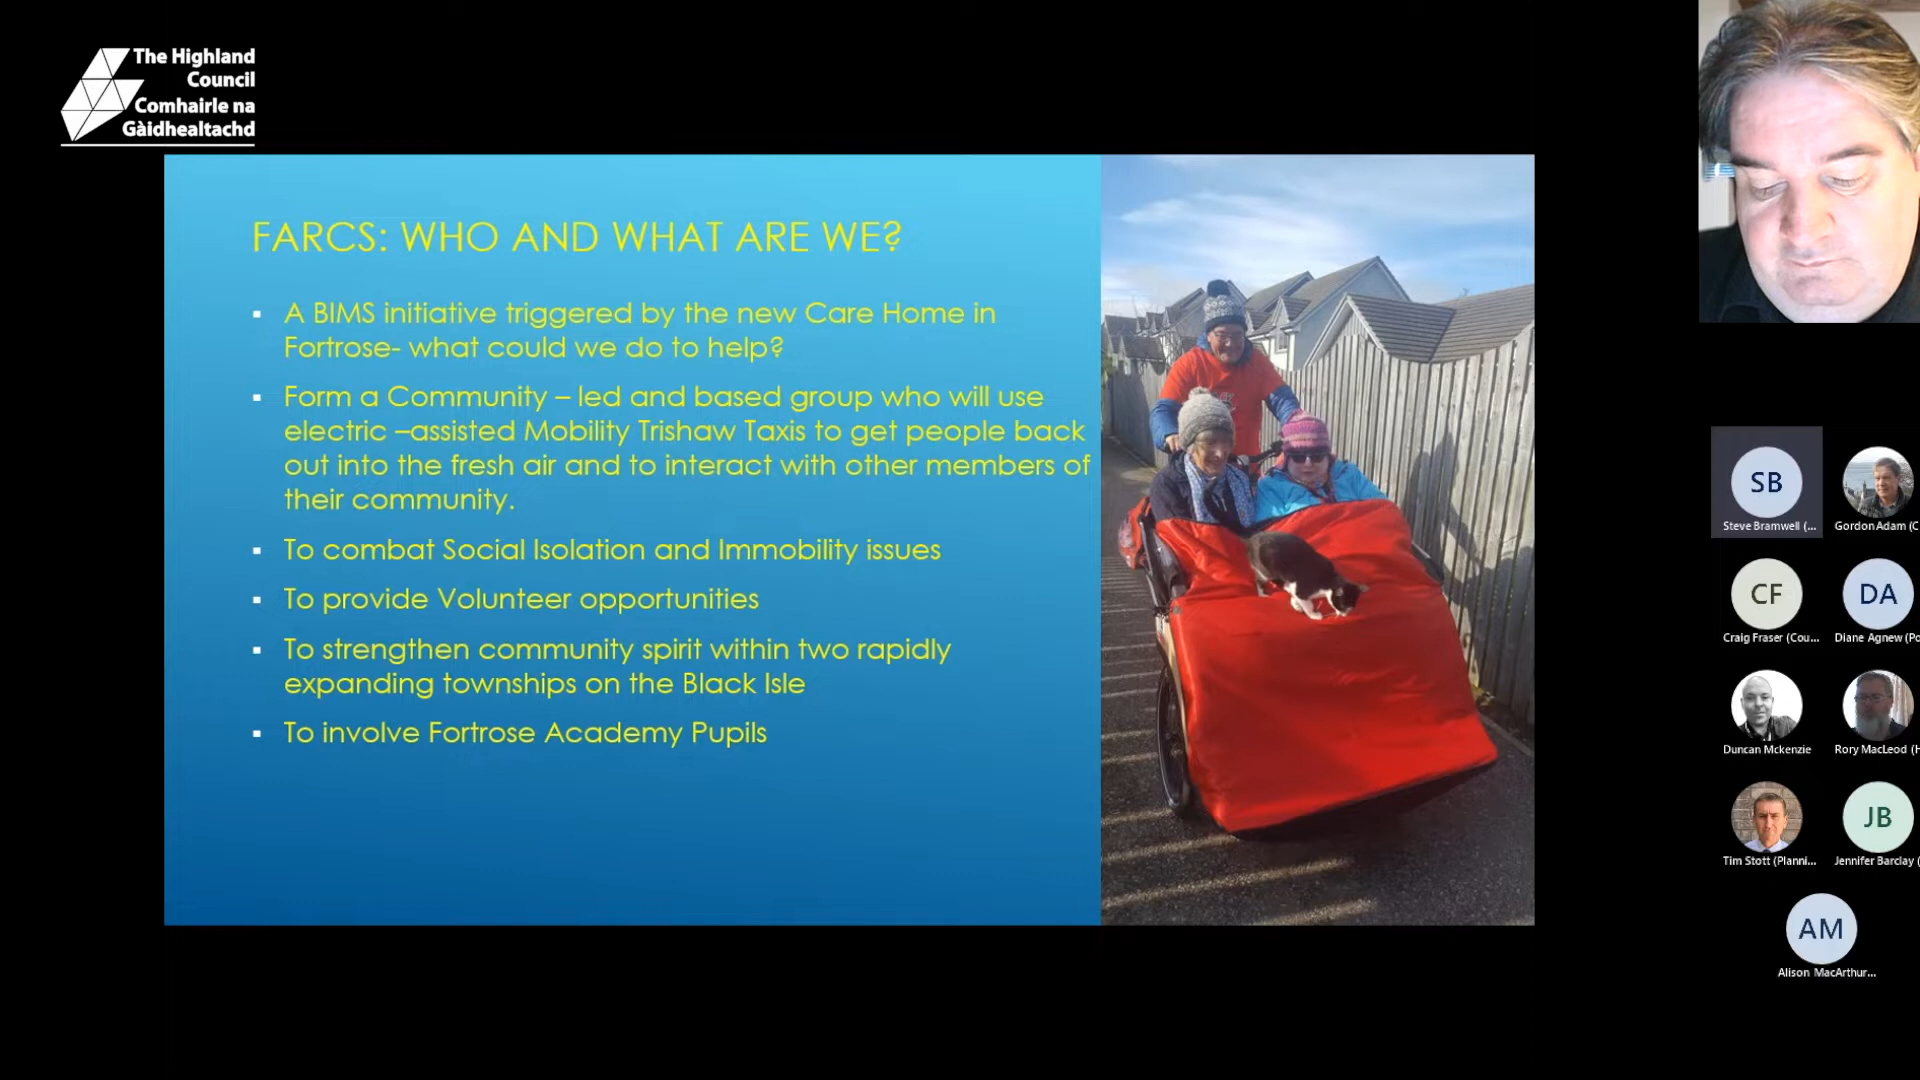 The Highland
Council
Comhairle na
Gàidhealtachd
FARCS: WHO AND WHAT ARE WE?
▪ A BIMS initiative triggered by the new Care Home in
Fortrose- what could we do to help?
▪ Form a Community – led and based group who will use
electric –assisted Mobility Trishaw Taxis to get people back
out into the fresh air and to interact with other members of
their community.
▪ To combat Social Isolation and Immobility issues
▪ To provide Volunteer opportunities
▪ To strengthen community spirit within two rapidly
expanding townships on the Black Isle
▪ To involve Fortrose Academy Pupils
SB
Steve Bramwell (...
Gordon Adam (C
CF
DA
Craig Fraser (Cou...
Diane Agnew (Po
Duncan Mckenzie
Rory MacLeod (H
Tim Stott (Planni...
JB
Jennifer Barclay (
AM
Alison MacArthur...